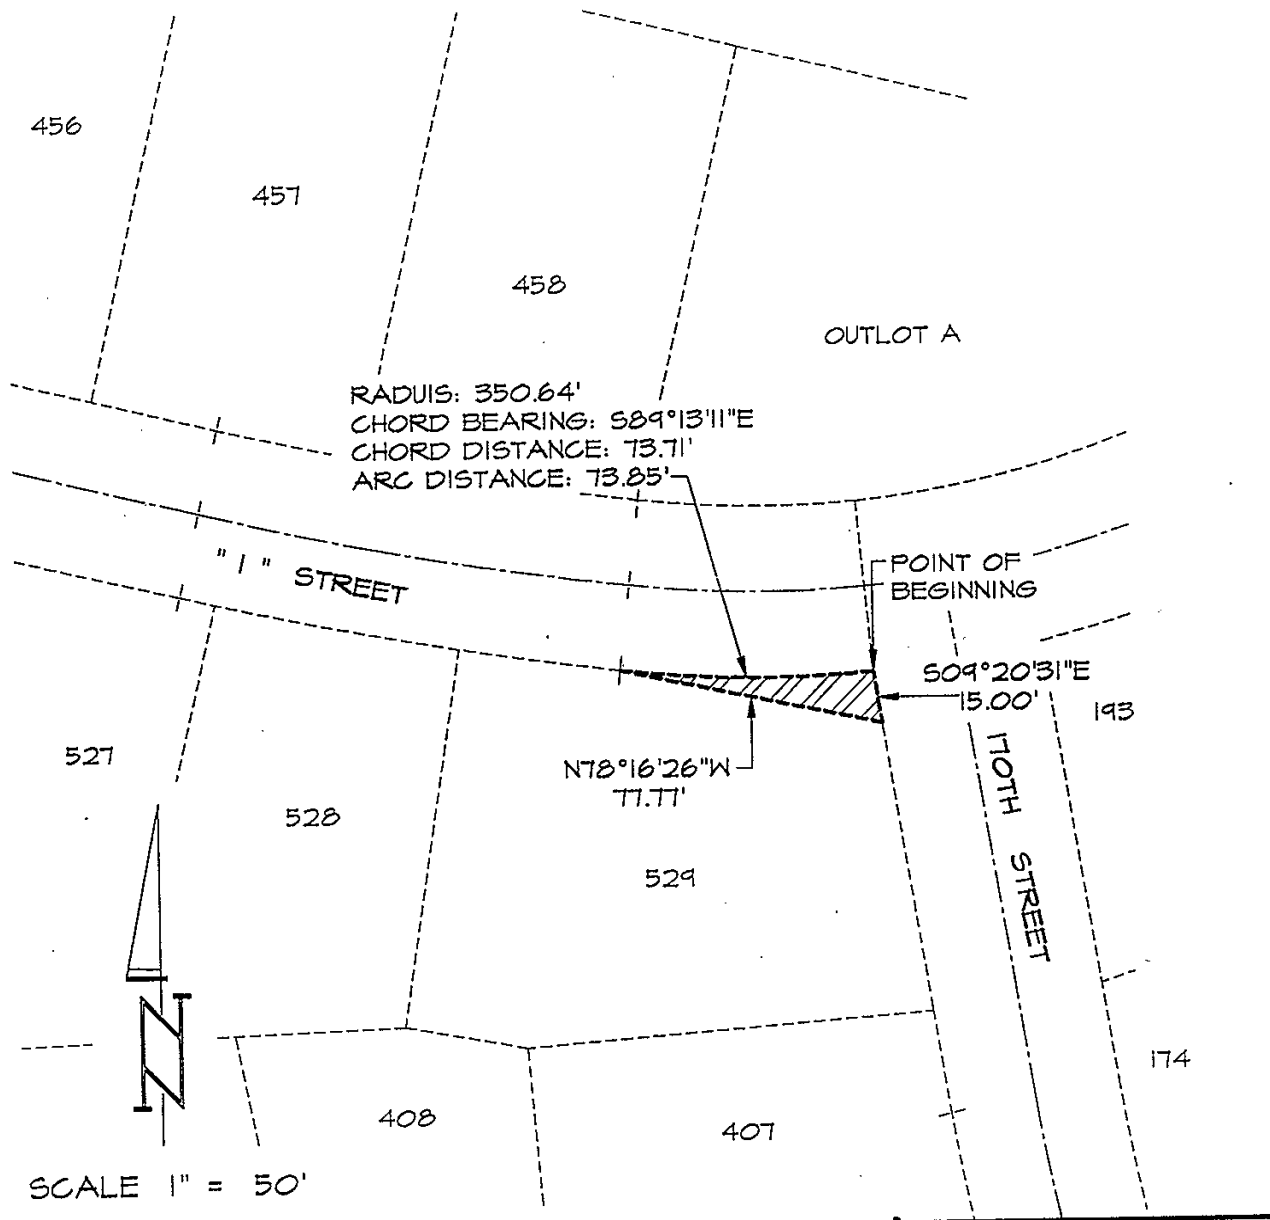 456
457
458
OUTLOT A
RADUIS: 350.64'
CHORD BEARING: S89°13'11"E
CHORD DISTANCE: 73.71'
ARC DISTANCE: 73.85'
" I " STREET
POINT OF
BEGINNING
S09°20'31"E
15.00'
193
527
N78°16'26"W
77.77'
170TH STREET
528
529
174
408
407
N
SCALE 1" = 50'